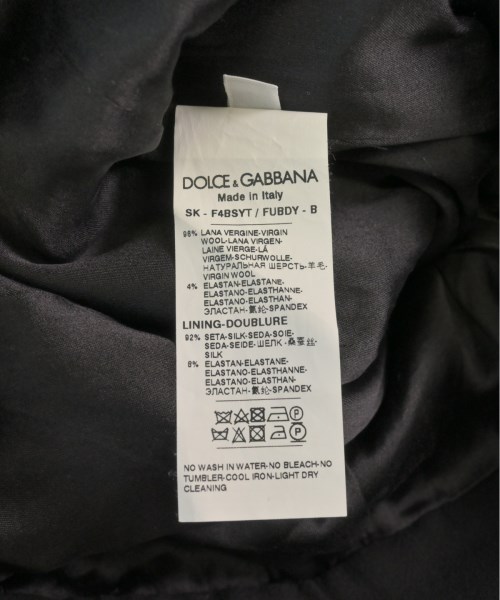 DOLCE & GABBANA
Made in Italy
SK - F4BSYT / FUBDY - B
96% LANA VERGINE-VIRGIN
WOOL-LANA VIRGEN-
LAINE VIERGE-LÁ
VIRGEM-SCHURWOLLE-
НАТУРАЛЬНАЯ ШЕРСТЬ-羊毛-
VIRGIN WOOL
4% ELASTAN-ELASTANE-
ELASTANO-ELASTHANNE-
ELASTANO-ELASTHAN-
ЭЛАСТАН-氨纶-SPANDEX
LINING-DOUBLURE
92% SETA-SILK-SEDA-SOIE-
SEDA-SEIDE-ШЕЛК-桑蚕丝-
SILK
8% ELASTAN-ELASTANE-
ELASTANO-ELASTHANNE-
ELASTANO-ELASTHAN-
ЭЛАСТАН-氨纶-SPANDEX
P
P
NO WASH IN WATER-NO BLEACH-NO
TUMBLER-COOL IRON-LIGHT DRY
CLEANING